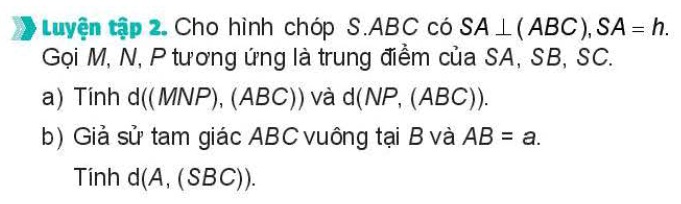 Luyện tập 2. Cho hình chóp S.ABC có SA ⊥ (ABC), SA = h.
Gọi M, N, P tương ứng là trung điểm của SA, SB, SC.
a) Tính d((MNP), (ABC)) và d(NP, (ABC)).
b) Giả sử tam giác ABC vuông tại B và AB = a.
Tính d(A, (SBC)).